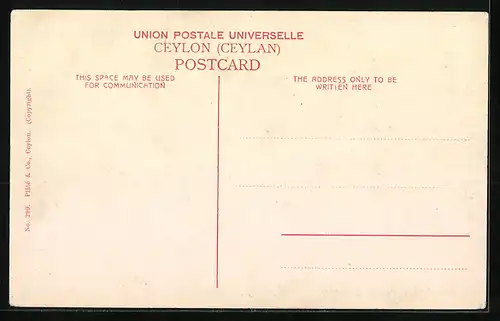 UNION POSTALE UNIVERSELLE
CEYLON (CEYLAN)
POSTCARD
THIS SPACE MAY BE USED
FOR COMMUNICATION
THE ADDRESS ONLY TO BE
WRITTEN HERE
No. 299. Plâté & Co., Ceylon. (Copyright).